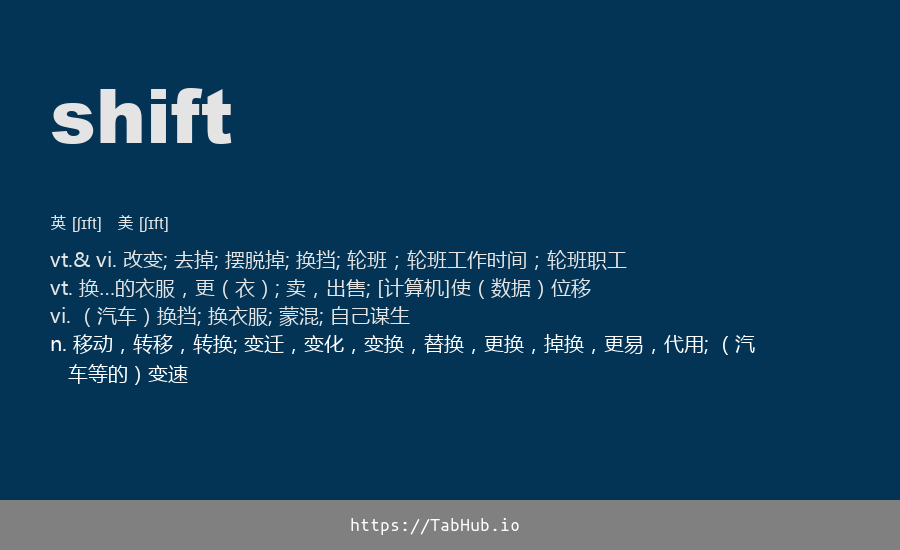 shift
英 [ʃɪft] 美 [ʃɪft]
vt.& vi. 改变; 去掉; 摆脱掉; 换挡; 轮班；轮班工作时间；轮班职工
vt. 换…的衣服，更（衣）; 卖，出售; [计算机]使（数据）位移
vi. （汽车）换挡; 换衣服; 蒙混; 自己谋生
n. 移动，转移，转换; 变迁，变化，变换，替换，更换，掉换，更易，代用; （汽
车等的）变速
https://TabHub.io